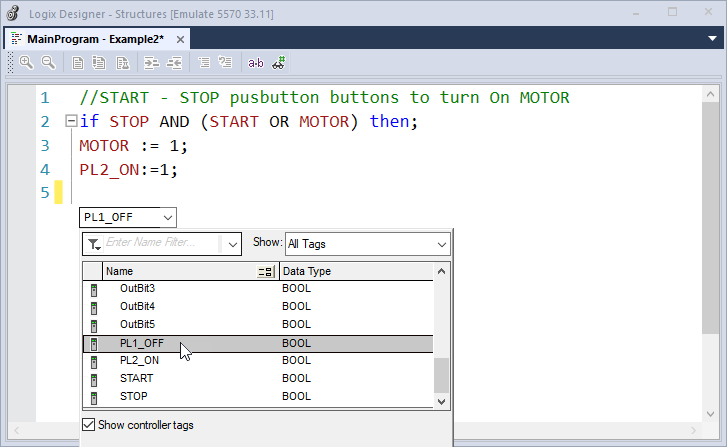 Logix Designer - Structures [Emulate 5570 33.11]
MainProgram - Example2*
a-b
1 //START - STOP pusbutton buttons to turn On MOTOR
2 if STOP AND (START OR MOTOR) then;
3 MOTOR := 1;
4 PL2_ON:=1;
5
PL1_OFF
Enter Name Filter... Show: All Tags
Name Data Type
OutBit3 BOOL
OutBit4 BOOL
OutBit5 BOOL
PL1_OFF BOOL
PL2_ON BOOL
START BOOL
STOP BOOL
Show controller tags